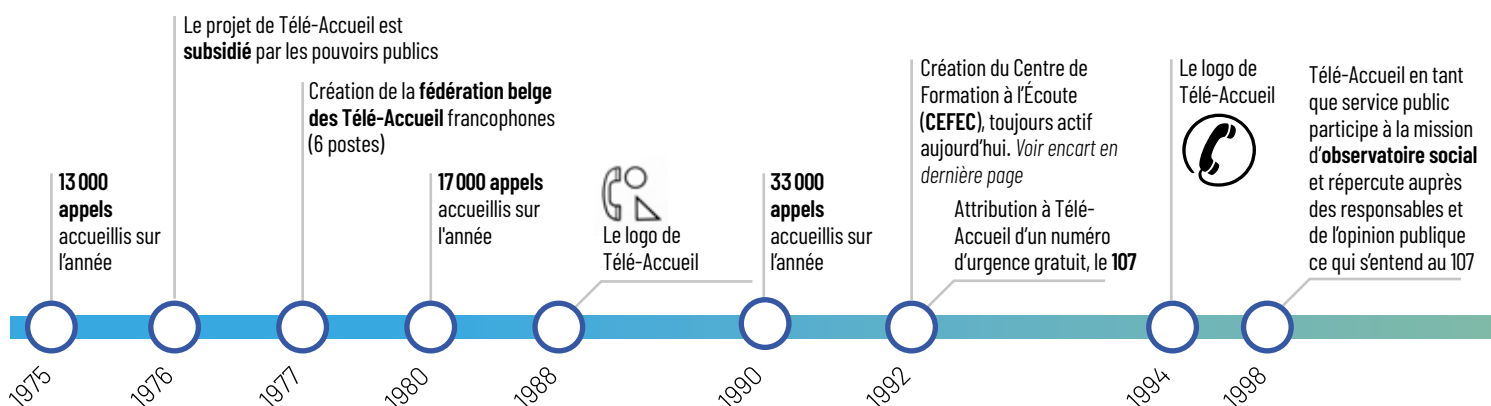 Le projet de Télé-Accueil est
subsidié par les pouvoirs publics
Création de la fédération belge
des Télé-Accueil francophones
(6 postes)
13 000
appels
accueillis sur
l'année
17 000 appels
accueillis sur
l'année
Le logo de
Télé-Accueil
33 000
appels
accueillis sur
l'année
Création du Centre de
Formation à l'Écoute
(CEFEC), toujours actif
aujourd'hui. Voir encart en
dernière page
Attribution à Télé-
Accueil d'un numéro
d'urgence gratuit, le 107
Le logo de
Télé-Accueil
Télé-Accueil en tant
que service public
participe à la mission
d'observatoire social
et répercute auprès
des responsables et
de l'opinion publique
ce qui s'entend au 107
1975
1976
1977
1980
1988
1990
1992
1994
1998